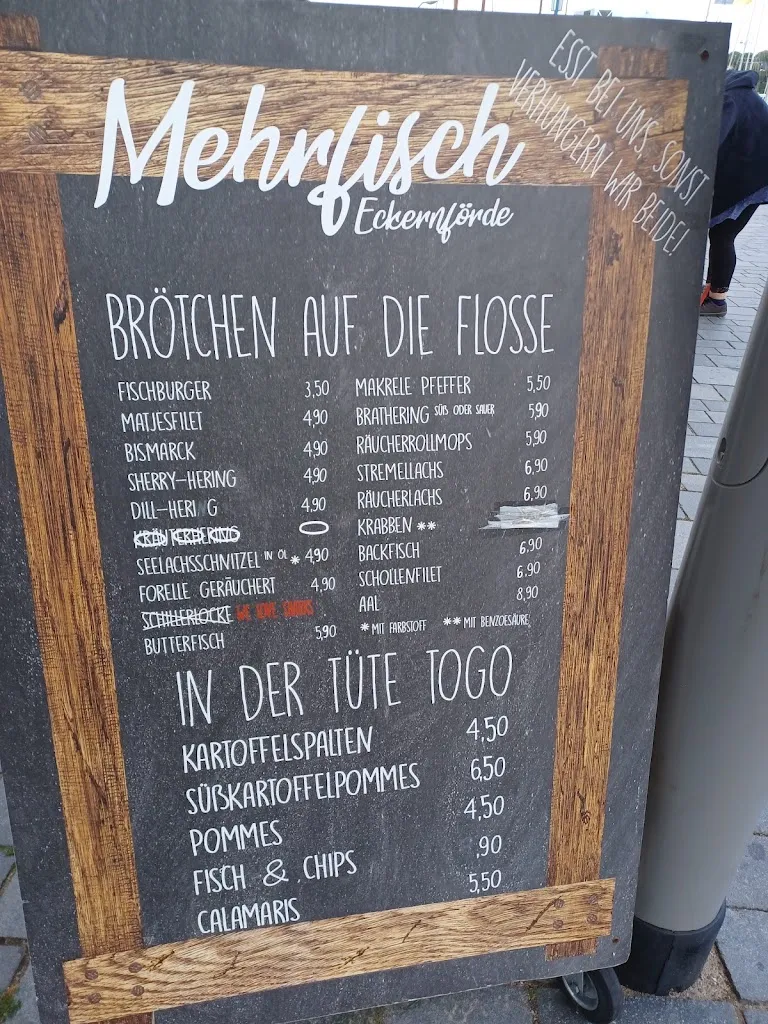 ESST BEI UNS, SONST
VERHUNGERN WIR BEIDE!
Mehrfisch
Eckernförde
BRÖTCHEN AUF DIE FLOSSE
FISCHBURGER 3,50
MATJESFILET 4,90
BISMARCK 4,90
SHERRY-HERING 4,90
DILL-HERI G 4,90
SEELACHSSCHNITZEL IN ÖL * 4,90
FORELLE GERÄUCHERT 4,90
SCHILLERLOCKE WE LOVE SHARKS
BUTTERFISCH 5,90
MAKRELE PFEFFER 5,50
BRATHERING SÜß ODER SAUER 5,90
RÄUCHERROLLMOPS 5,90
STREMELLACHS 6,90
RÄUCHERLACHS 6,90
KRABBEN **
BACKFISCH 6,90
SCHOLLENFILET 6,90
AAL 8,90
* MIT FARBSTOFF ** MIT BENZOESÄURE
IN DER TÜTE TOGO
KARTOFFELSPALTEN 4,50
SÜßKARTOFFELPOMMES 6,50
POMMES 4,50
FISCH & CHIPS ,90
CALAMARIS 5,50